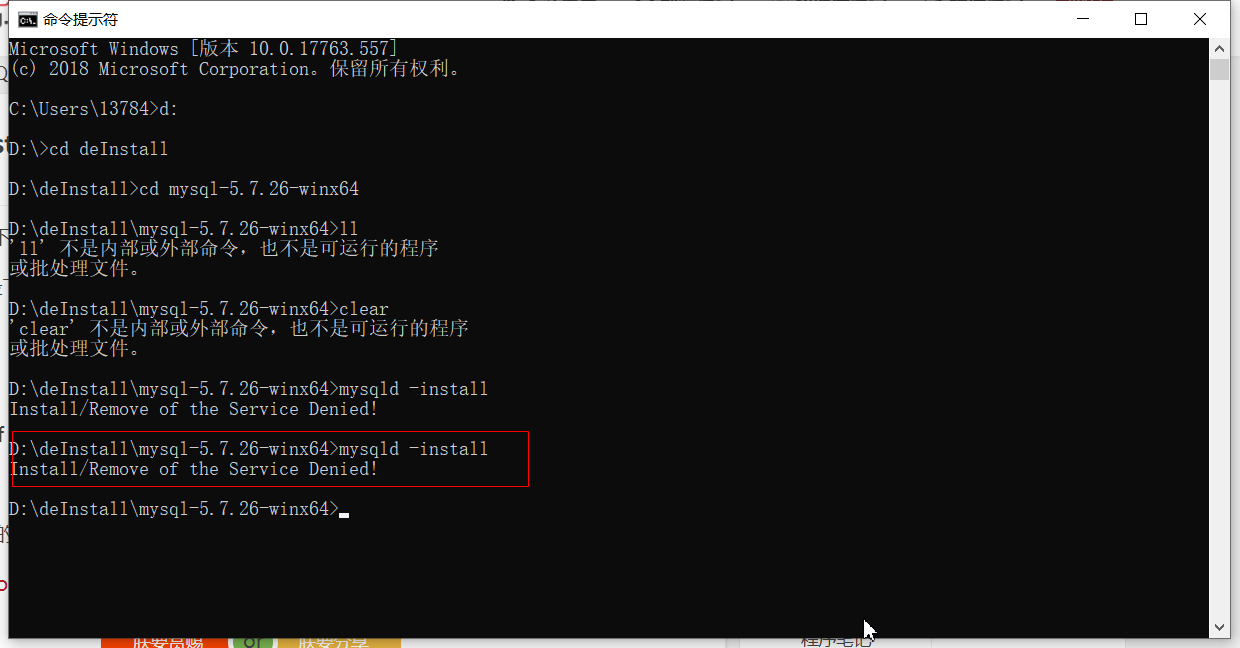 命令提示符
Microsoft Windows [版本 10.0.17763.557]
(c) 2018 Microsoft Corporation。保留所有权利。
C:\Users\13784>d:
D:\>cd deInstall
D:\deInstall>cd mysql-5.7.26-winx64
D:\deInstall\mysql-5.7.26-winx64>ll
'll' 不是内部或外部命令，也不是可运行的程序
或批处理文件。
D:\deInstall\mysql-5.7.26-winx64>clear
'clear' 不是内部或外部命令，也不是可运行的程序
或批处理文件。
D:\deInstall\mysql-5.7.26-winx64>mysqld -install
Install/Remove of the Service Denied!
D:\deInstall\mysql-5.7.26-winx64>mysqld -install
Install/Remove of the Service Denied!
D:\deInstall\mysql-5.7.26-winx64>
程序笔记